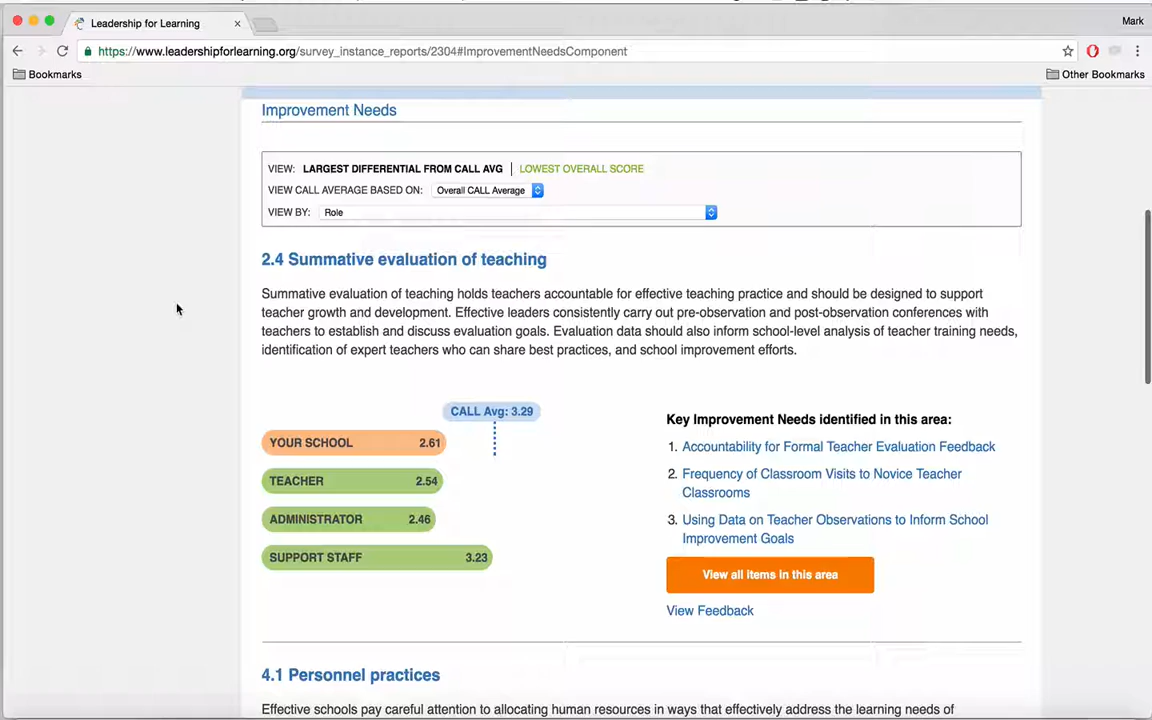 Leadership for Learning
Mark
https://www.leadershipforlearning.org/survey_instance_reports/2304#ImprovementNeedsComponent
Bookmarks
Other Bookmarks
Improvement Needs
VIEW: LARGEST DIFFERENTIAL FROM CALL AVG | LOWEST OVERALL SCORE
VIEW CALL AVERAGE BASED ON: Overall CALL Average
VIEW BY: Role
2.4 Summative evaluation of teaching
Summative evaluation of teaching holds teachers accountable for effective teaching practice and should be designed to support
teacher growth and development. Effective leaders consistently carry out pre-observation and post-observation conferences with
teachers to establish and discuss evaluation goals. Evaluation data should also inform school-level analysis of teacher training needs,
identification of expert teachers who can share best practices, and school improvement efforts.
CALL Avg: 3.29
YOUR SCHOOL 2.61
TEACHER 2.54
ADMINISTRATOR 2.46
SUPPORT STAFF 3.23
Key Improvement Needs identified in this area:
1. Accountability for Formal Teacher Evaluation Feedback
2. Frequency of Classroom Visits to Novice Teacher
Classrooms
3. Using Data on Teacher Observations to Inform School
Improvement Goals
View all items in this area
View Feedback
4.1 Personnel practices
Effective schools pay careful attention to allocating human resources in ways that effectively address the learning needs of